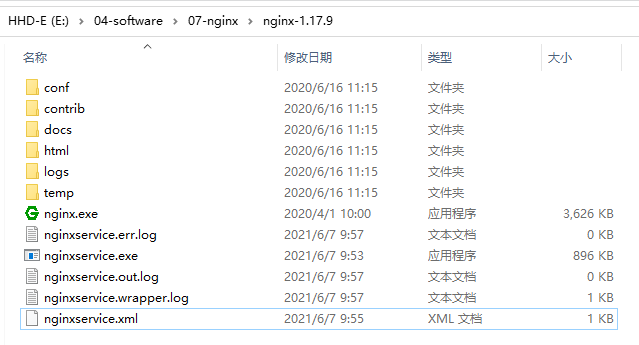 HHD-E (E:) > 04-software > 07-nginx > nginx-1.17.9
名称 修改日期 类型 大小
conf 2020/6/16 11:15 文件夹
contrib 2020/6/16 11:15 文件夹
docs 2020/6/16 11:15 文件夹
html 2020/6/16 11:15 文件夹
logs 2020/6/16 11:15 文件夹
temp 2020/6/16 11:15 文件夹
nginx.exe 2020/4/1 10:00 应用程序 3,626 KB
nginxservice.err.log 2021/6/7 9:57 文本文档 0 KB
nginxservice.exe 2021/6/7 9:53 应用程序 896 KB
nginxservice.out.log 2021/6/7 9:57 文本文档 0 KB
nginxservice.wrapper.log 2021/6/7 9:57 文本文档 1 KB
nginxservice.xml 2021/6/7 9:55 XML 文档 1 KB